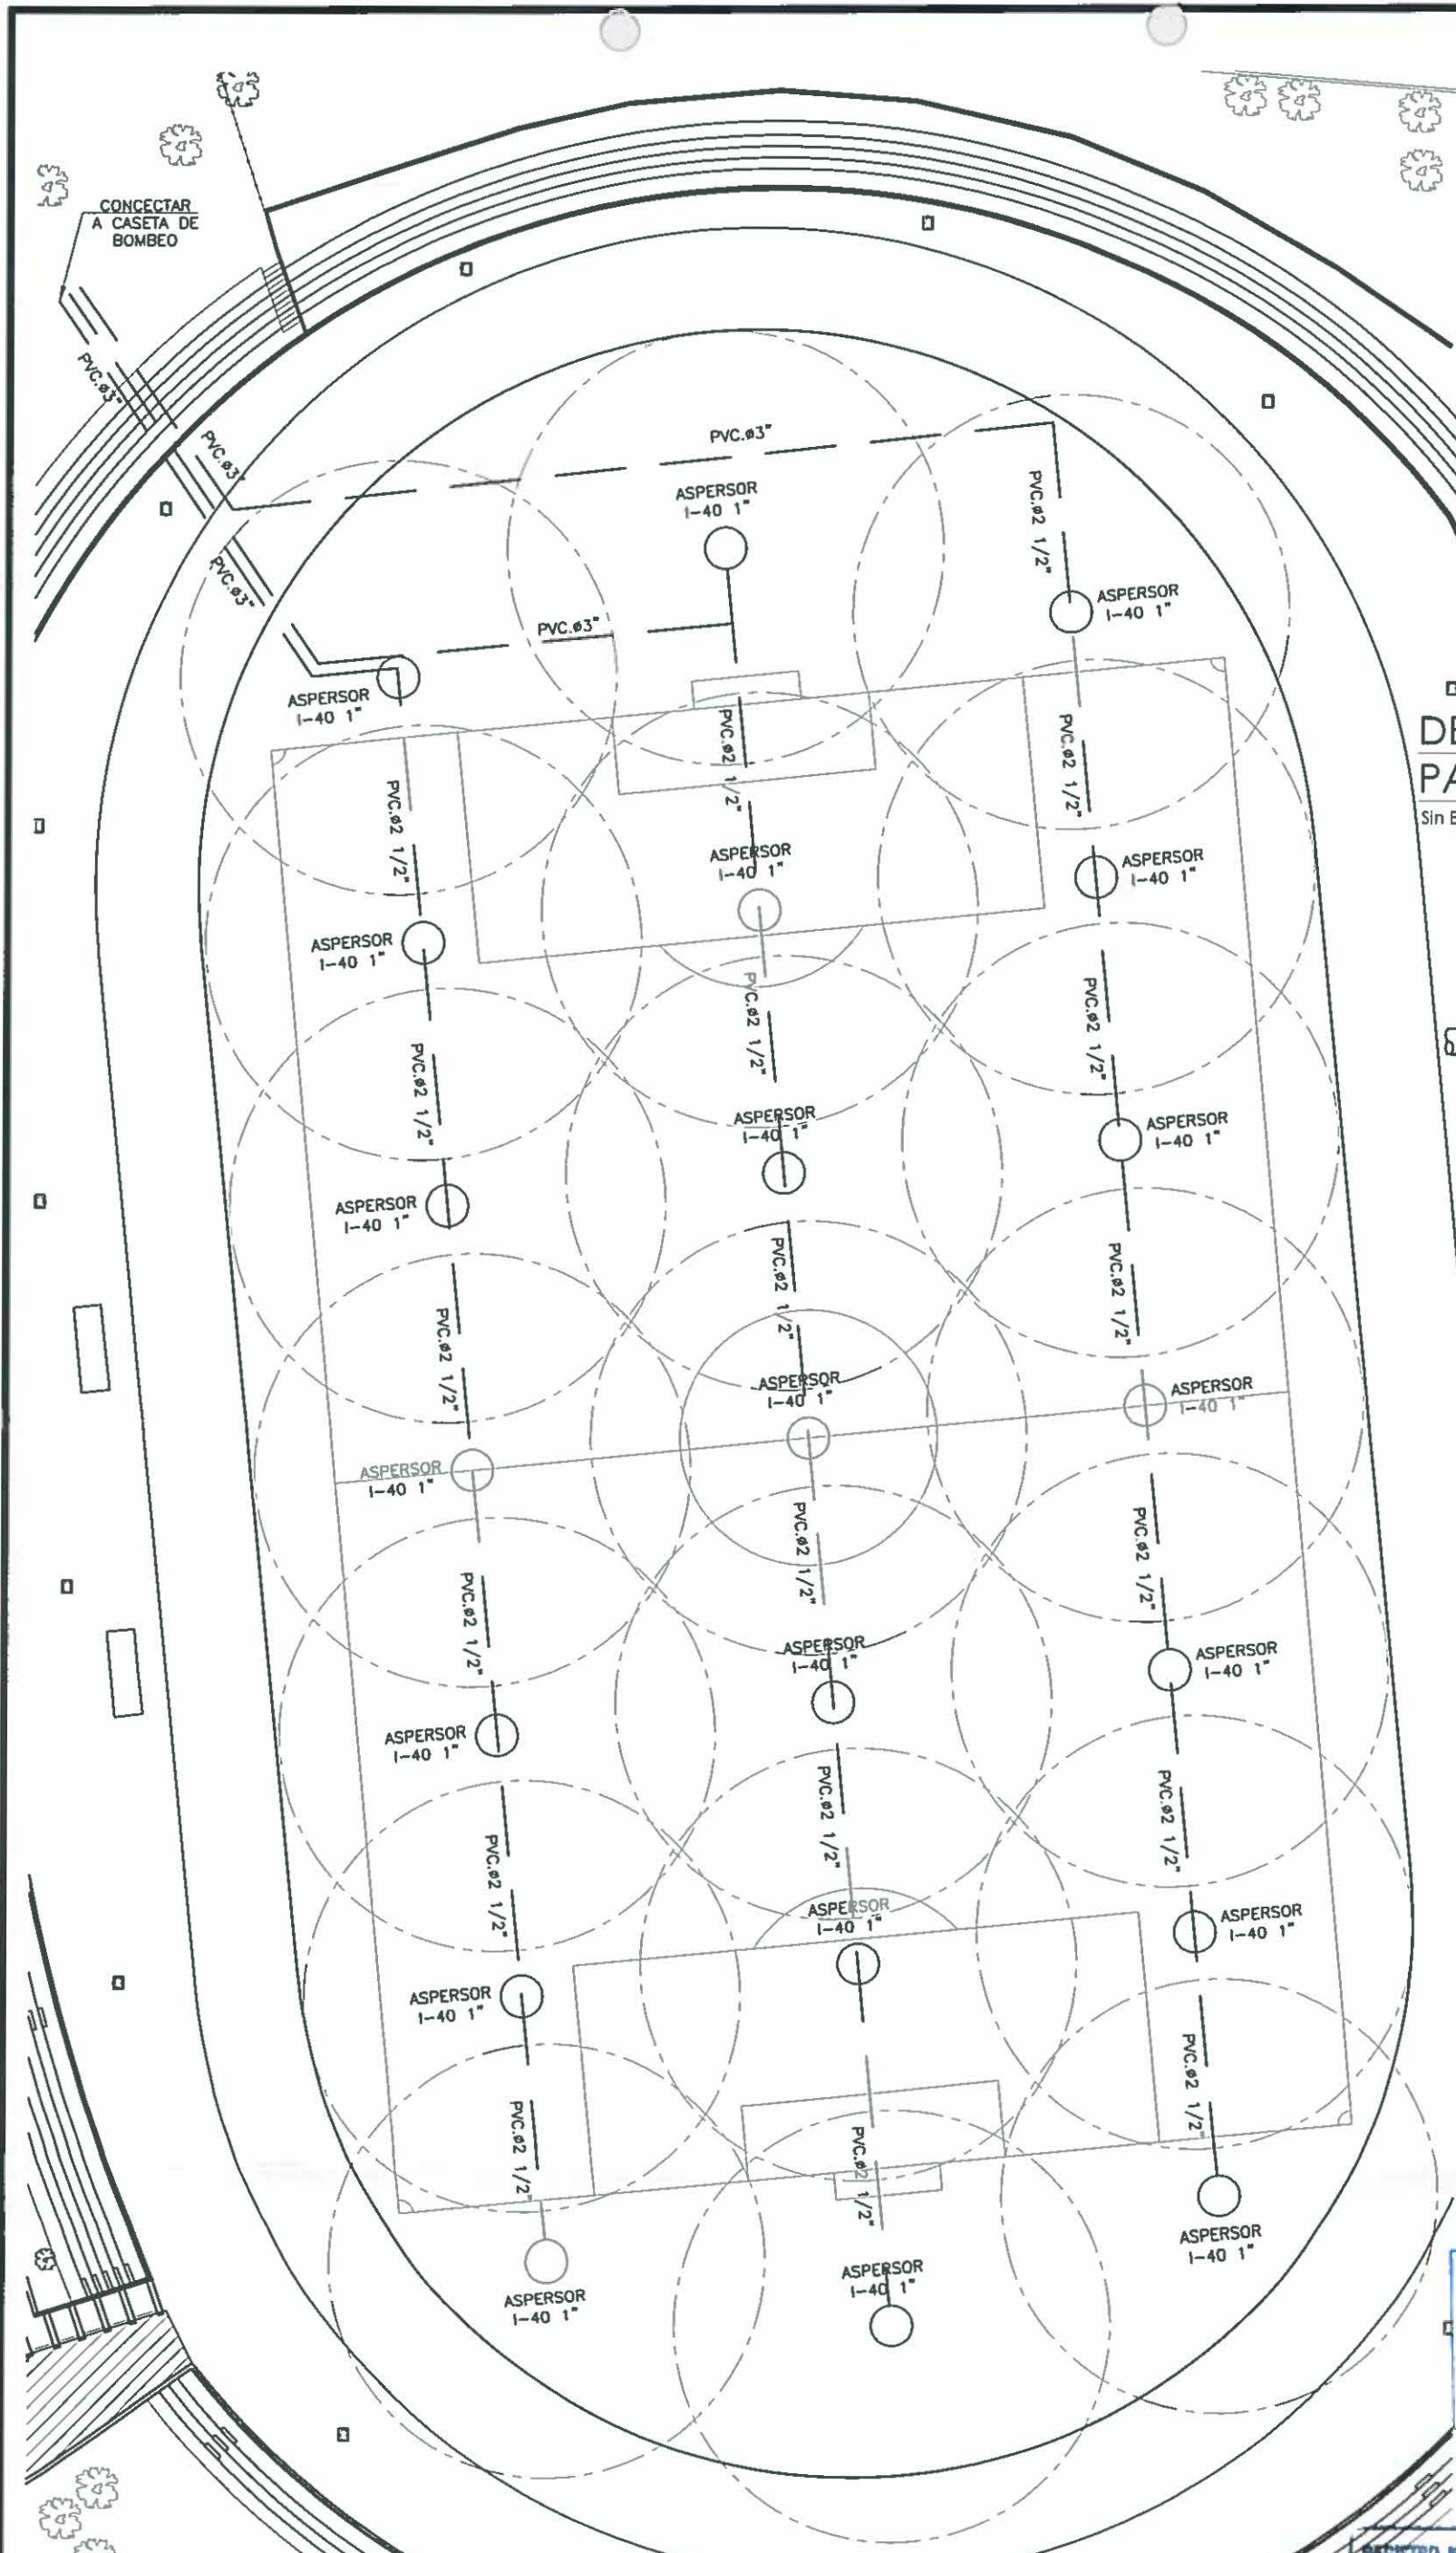 CONCECTAR
A CASETA DE
BOMBEO
PVC.ø3"
PVC.ø3"
PVC.ø3"
PVC.ø3"
PVC.ø3"
ASPERSOR
I-40 1"
PVC.ø2 1/2"
ASPERSOR
I-40 1"
ASPERSOR
I-40 1"
PVC.ø2 1/2"
PVC.ø2 1/2"
PVC.ø2 1/2"
DE
PA
Sin E
ASPERSOR
I-40 1"
ASPERSOR
I-40 1"
ASPERSOR
I-40 1"
PVC.ø2 1/2"
PVC.ø2 1/2"
PVC.ø2 1/2"
ASPERSOR
I-40 1"
ASPERSOR
I-40 1"
ASPERSOR
I-40 1"
PVC.ø2 1/2"
PVC.ø2 1/2"
PVC.ø2 1/2"
ASPERSOR
I-40 1"
ASPERSOR
I-40 1"
ASPERSOR
I-40 1"
PVC.ø2 1/2"
PVC.ø2 1/2"
PVC.ø2 1/2"
ASPERSOR
I-40 1"
ASPERSOR
I-40 1"
ASPERSOR
I-40 1"
PVC.ø2 1/2"
PVC.ø2 1/2"
PVC.ø2 1/2"
ASPERSOR
I-40 1"
ASPERSOR
I-40 1"
ASPERSOR
I-40 1"
PVC.ø2 1/2"
PVC.ø2 1/2"
PVC.ø2 1/2"
ASPERSOR
I-40 1"
ASPERSOR
I-40 1"
ASPERSOR
I-40 1"